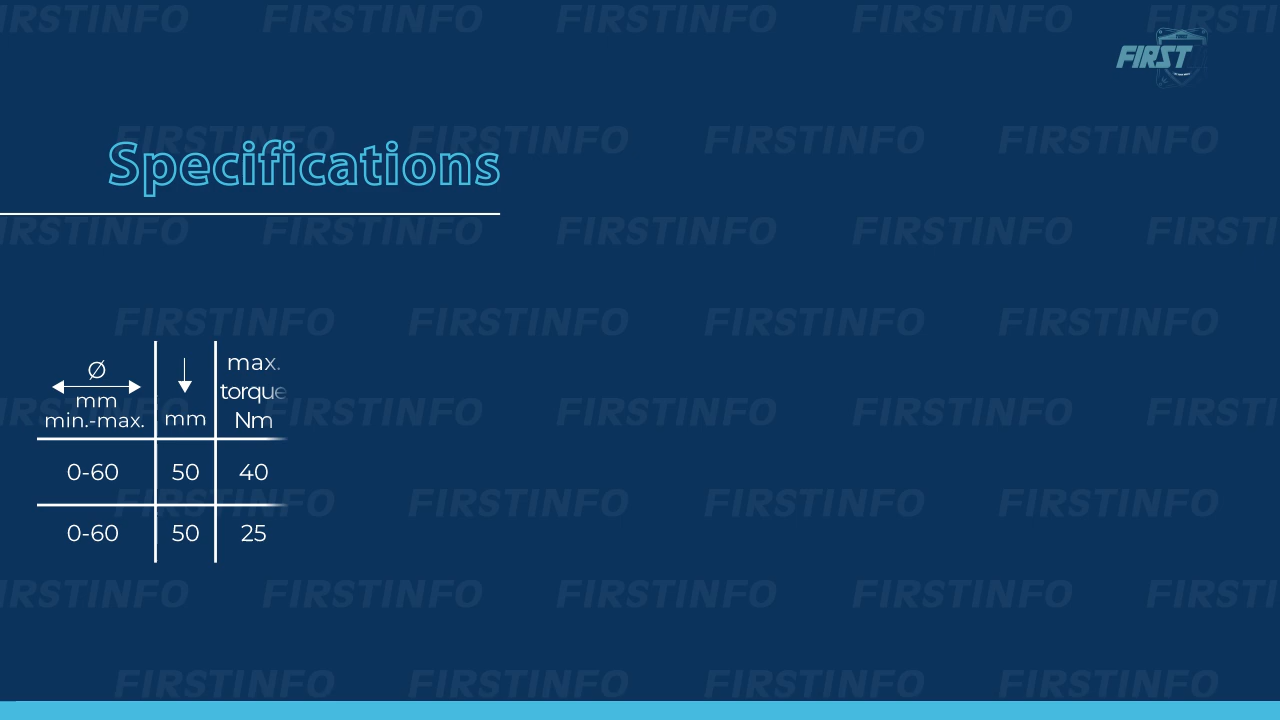 FIRST
Specifications
Ø
mm
min.-max.
mm
max.
torque
Nm
0-60 50 40
0-60 50 25
FIRSTINFO